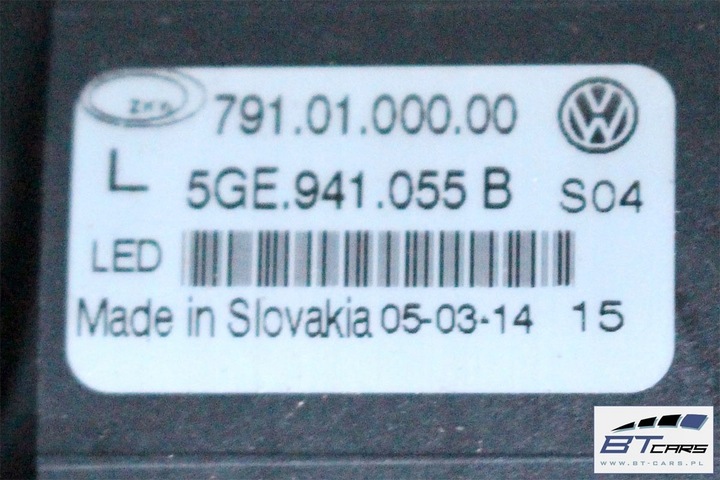 ZKW
791.01.000.00
L 5GE.941.055 B S04
LED
Made in Slovakia 05-03-14 15
BT CARS
WWW.BT-CARS.PL